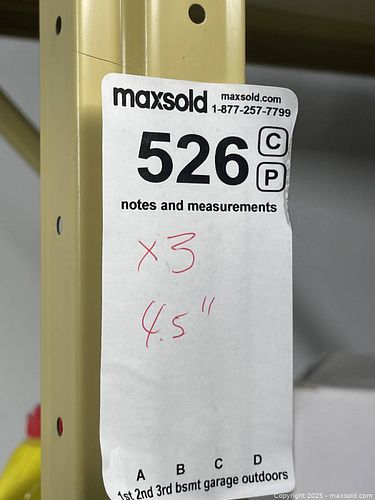 maxsold maxsold.com
1-877-257-7799
526 C
P
notes and measurements
x3
4.5"
A B C D
1st 2nd 3rd bsmt garage outdoors
Copyright 2025 - maxsold.com